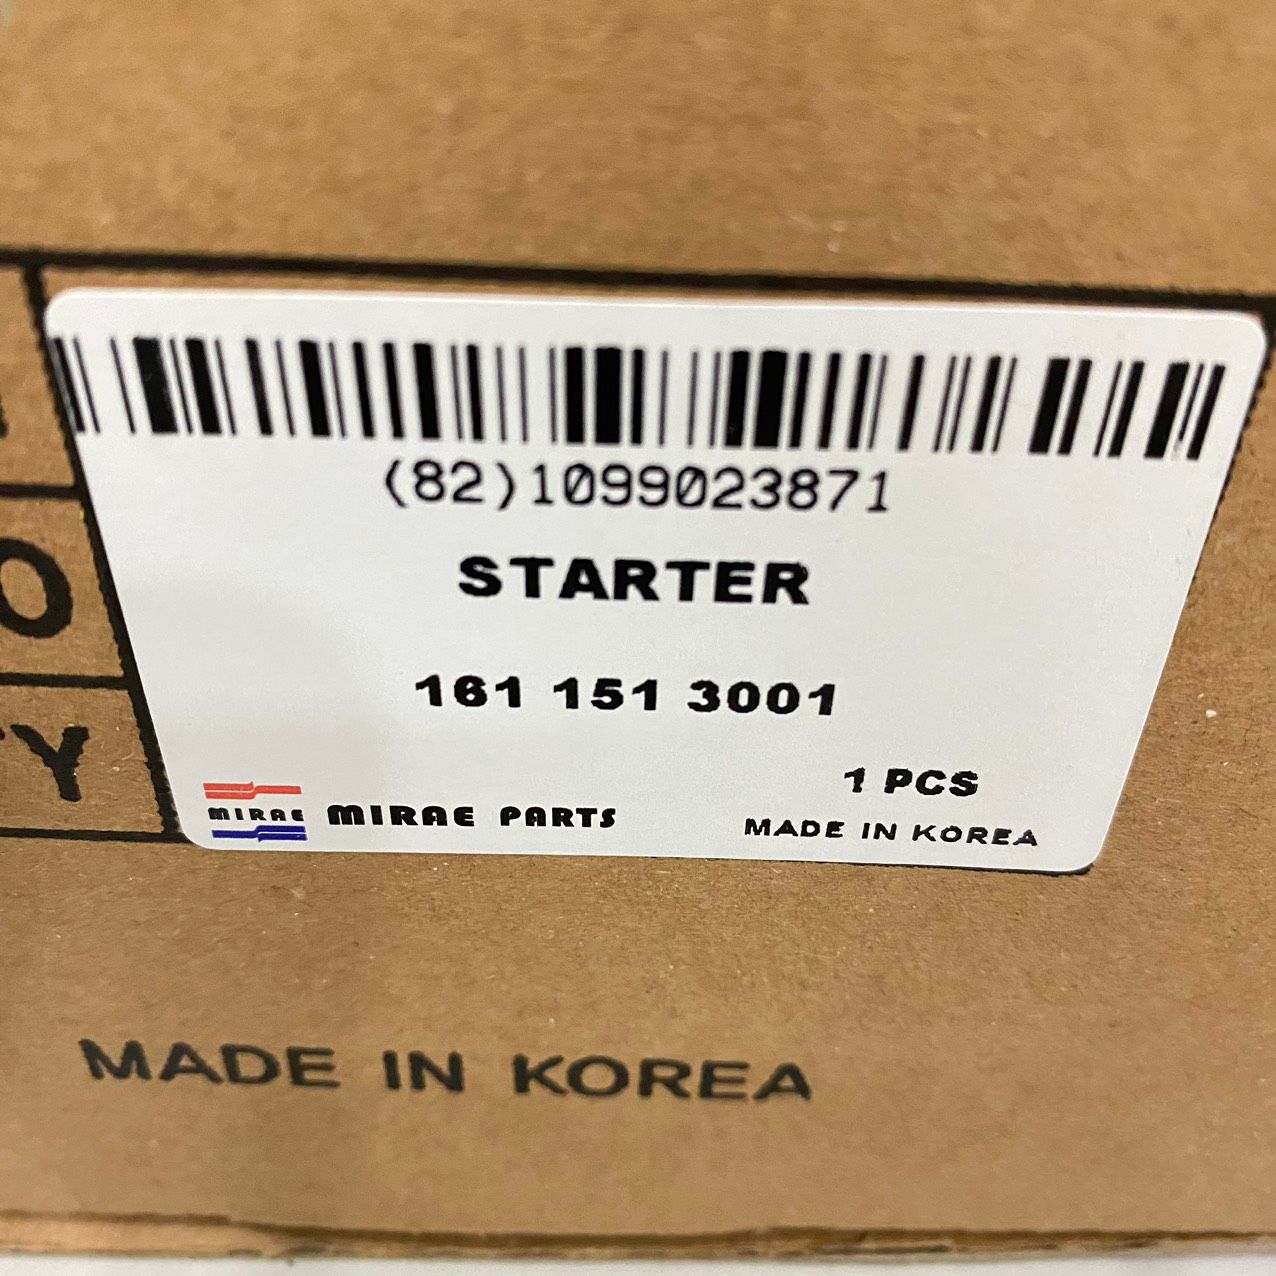 (82)1099023871
STARTER
161 151 3001
1 PCS
MIRAE MIRAE PARTS
MADE IN KOREA
O
Y
MADE IN KOREA